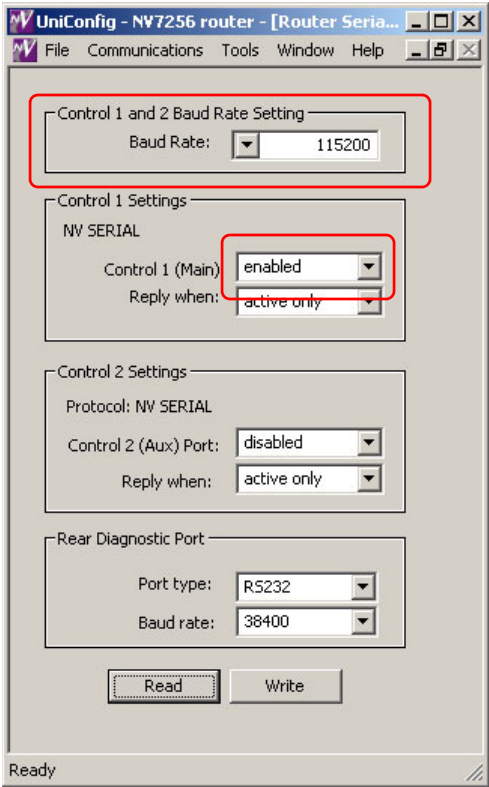 NV UniConfig - NV7256 router - [Router Seria...
NV File Communications Tools Window Help
Control 1 and 2 Baud Rate Setting
Baud Rate: 115200
Control 1 Settings
NV SERIAL
Control 1 (Main) enabled
Reply when: active only
Control 2 Settings
Protocol: NV SERIAL
Control 2 (Aux) Port: disabled
Reply when: active only
Rear Diagnostic Port
Port type: RS232
Baud rate: 38400
Read Write
Ready